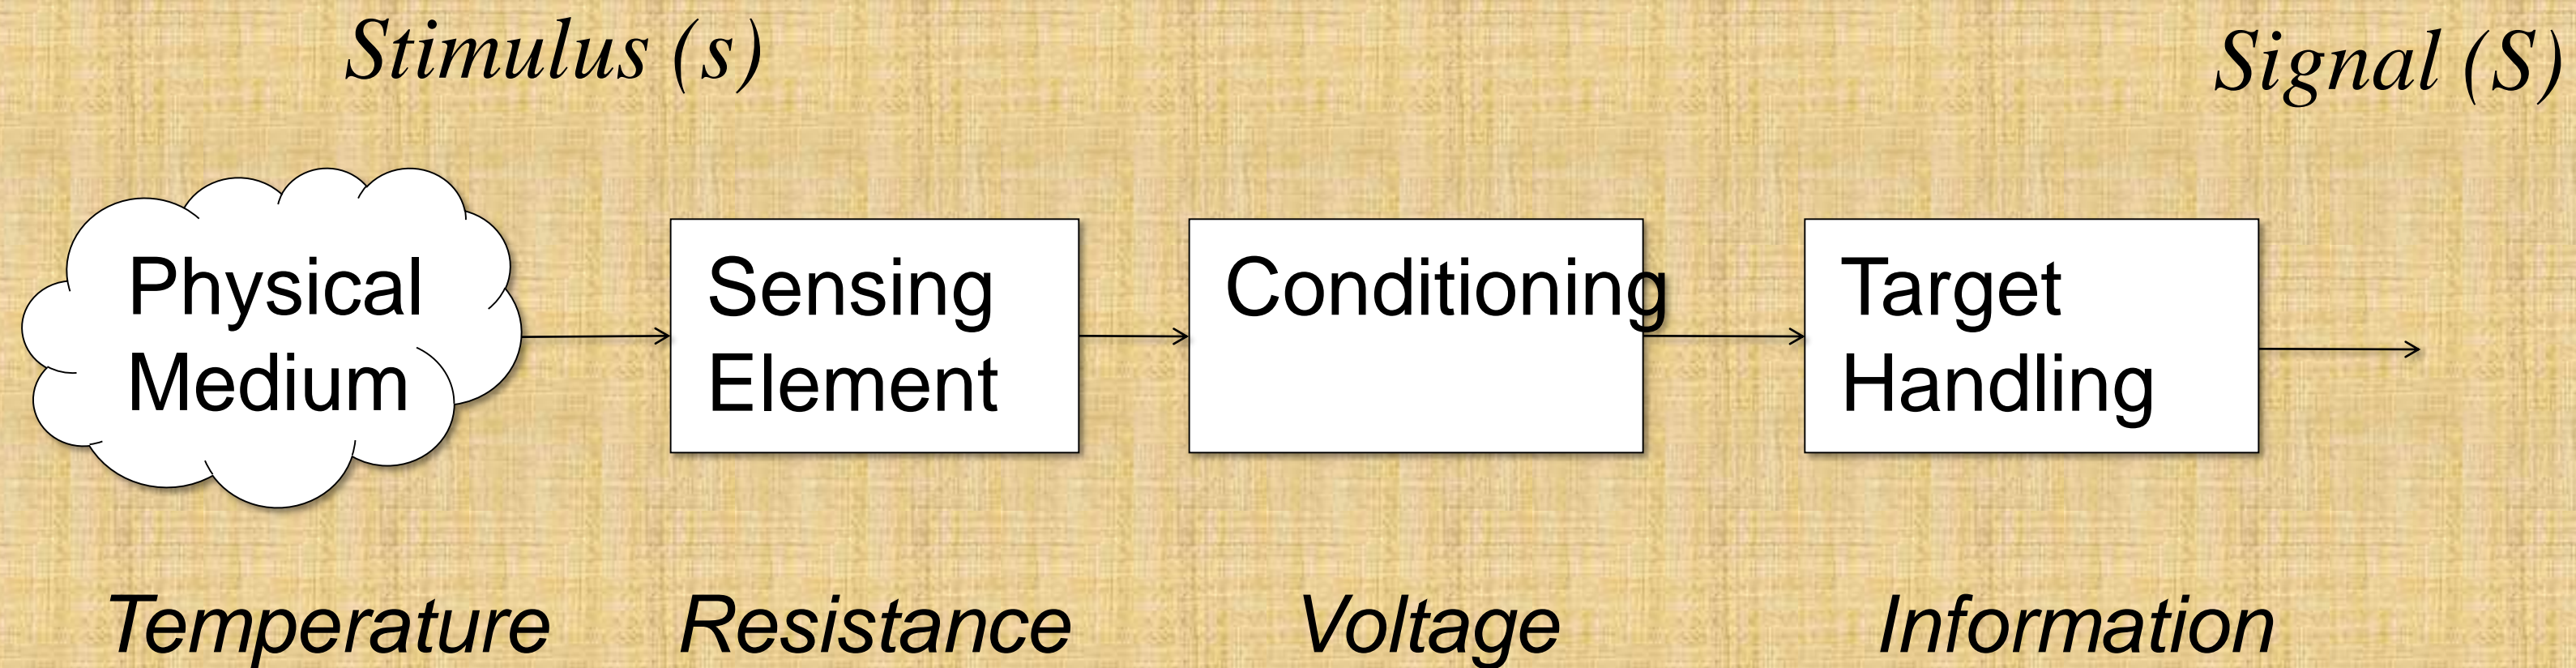 Stimulus (s)
Signal (S)
Physical
Medium
Sensing
Element
Conditioning
Target
Handling
Temperature
Resistance
Voltage
Information